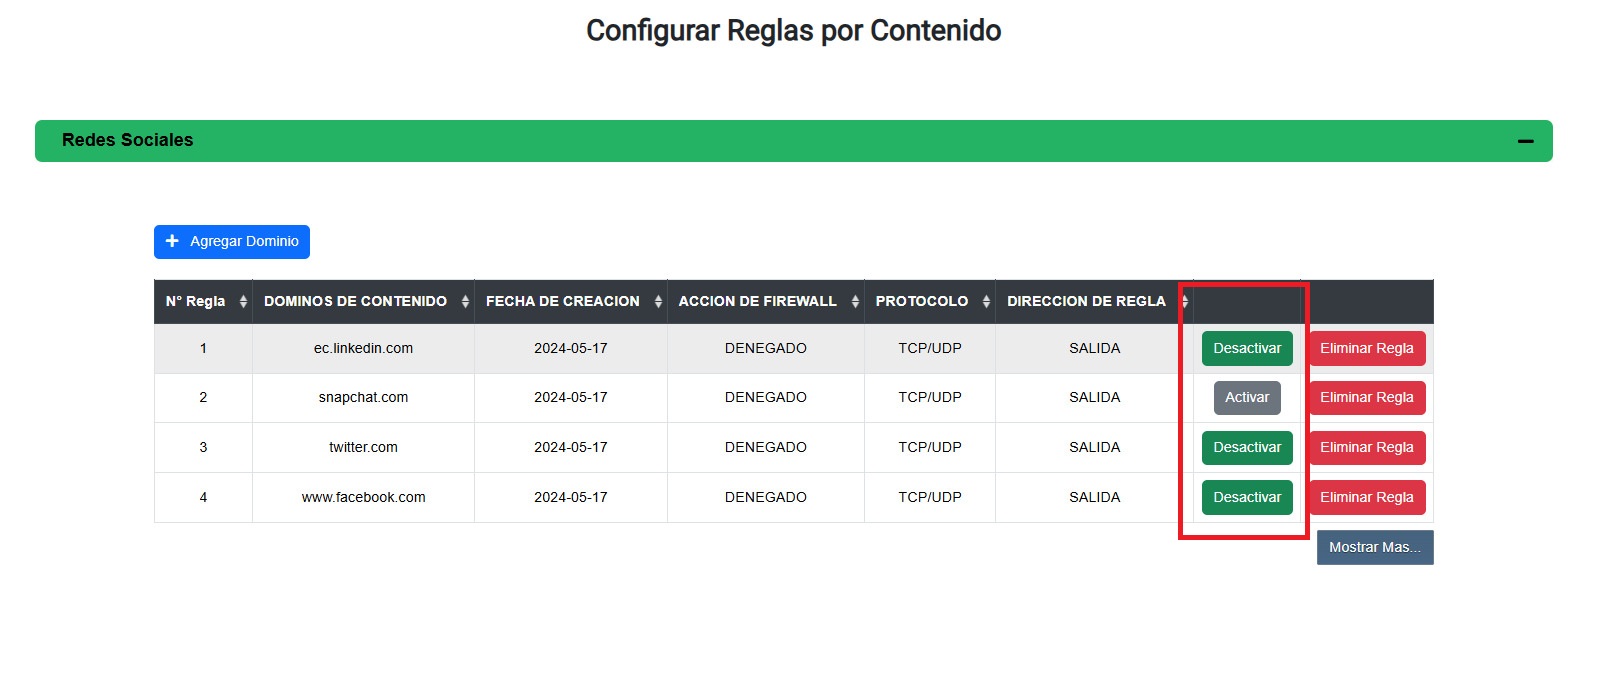 Configurar Reglas por Contenido
Redes Sociales
Agregar Dominio
N° Regla DOMINOS DE CONTENIDO FECHA DE CREACION ACCION DE FIREWALL PROTOCOLO DIRECCION DE REGLA
1 ec.linkedin.com 2024-05-17 DENEGADO TCP/UDP SALIDA Desactivar Eliminar Regla
2 snapchat.com 2024-05-17 DENEGADO TCP/UDP SALIDA Activar Eliminar Regla
3 twitter.com 2024-05-17 DENEGADO TCP/UDP SALIDA Desactivar Eliminar Regla
4 www.facebook.com 2024-05-17 DENEGADO TCP/UDP SALIDA Desactivar Eliminar Regla
Mostrar Mas...